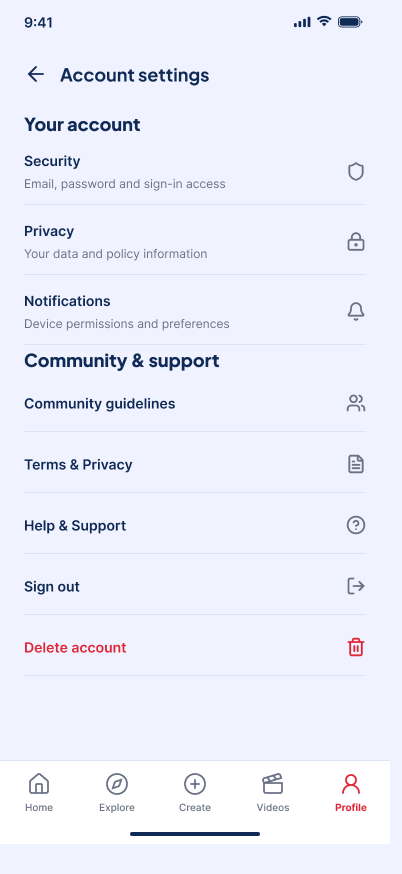 9:41
Account settings
Your account
Security
Email, password and sign-in access
Privacy
Your data and policy information
Notifications
Device permissions and preferences
Community & support
Community guidelines
Terms & Privacy
Help & Support
Sign out
Delete account
Home Explore Create Videos Profile